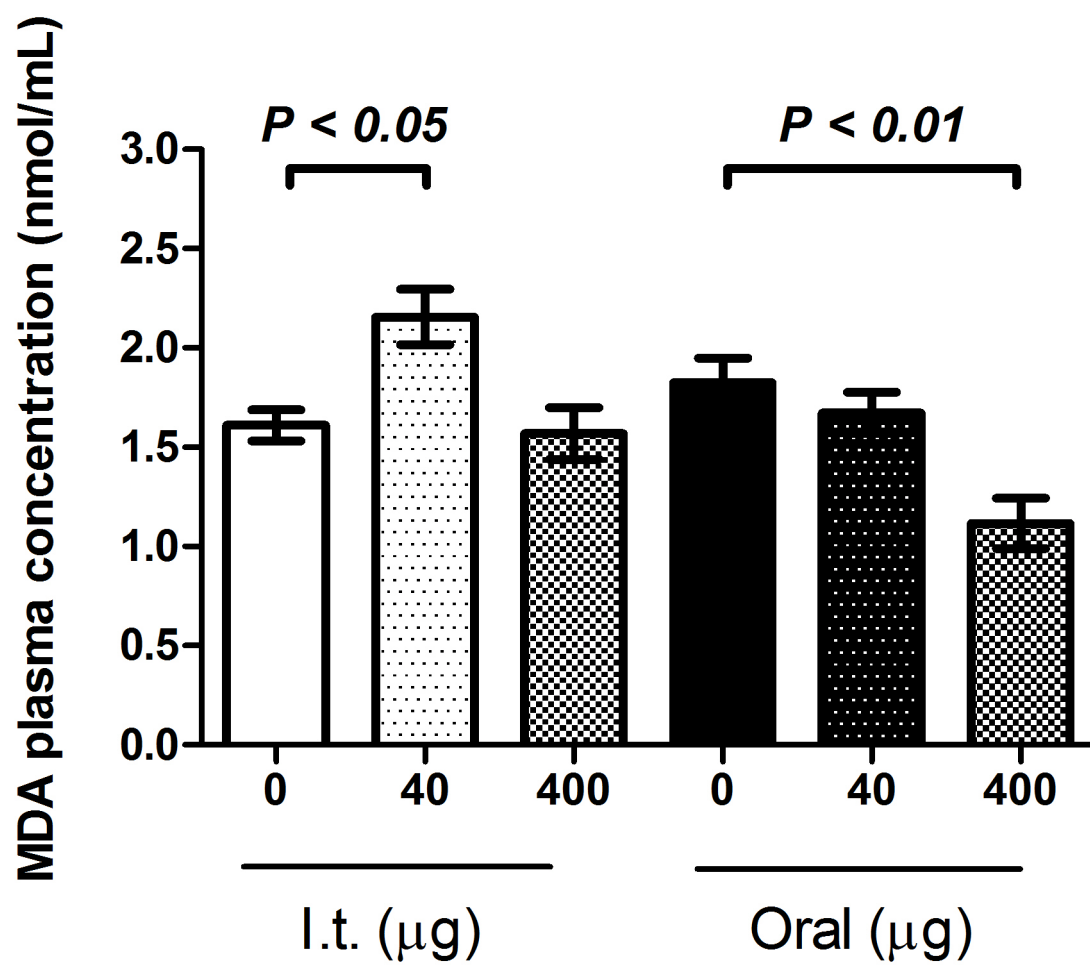 MDA plasma concentration (nmol/mL)
P < 0.05
P < 0.01
3.0
2.5
2.0
1.5
1.0
0.5
0.0
0 40 400 0 40 400
I.t. (μg)
Oral (μg)